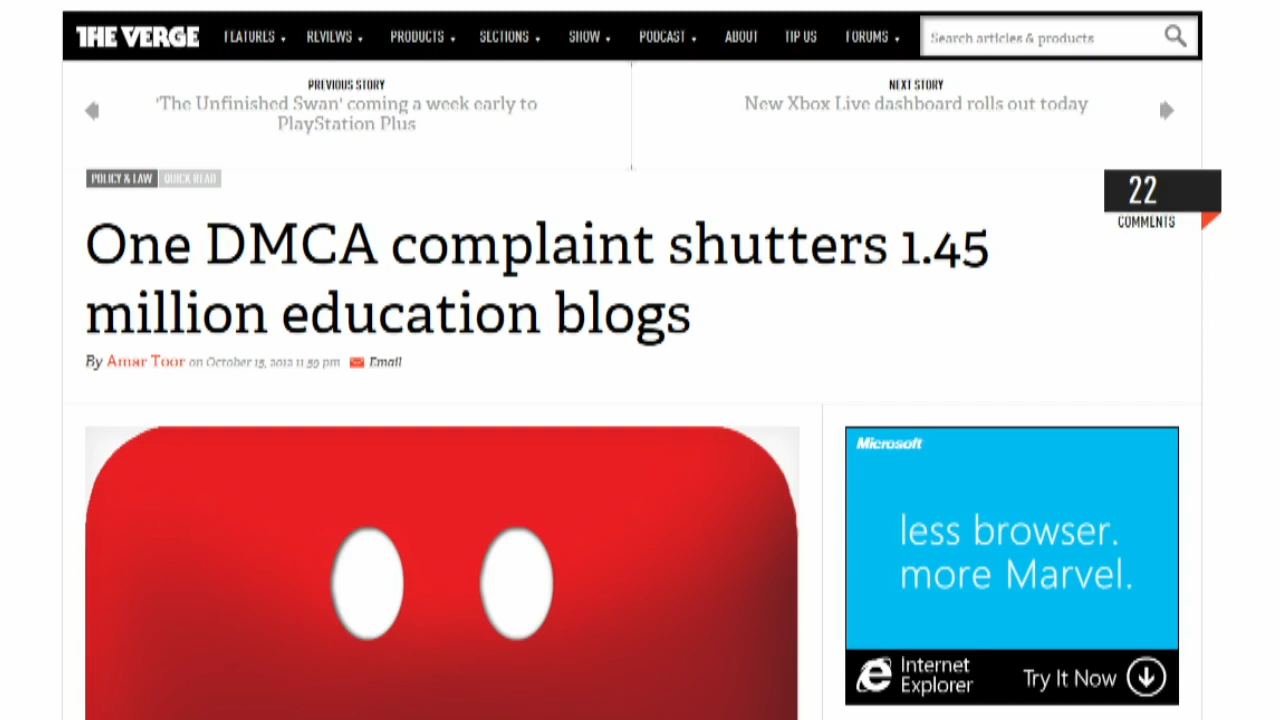 THE VERGE
FEATURES
REVIEWS
PRODUCTS
SECTIONS
SHOW
PODCAST
ABOUT
TIP US
FORUMS
Search articles & products
PREVIOUS STORY
'The Unfinished Swan' coming a week early to
PlayStation Plus
NEXT STORY
New Xbox Live dashboard rolls out today
POLICY & LAW
QUICK READ
22
COMMENTS
One DMCA complaint shutters 1.45
million education blogs
By Amar Toor on October 15, 2012 11:59 pm Email
Microsoft
less browser.
more Marvel.
Internet
Explorer
Try It Now